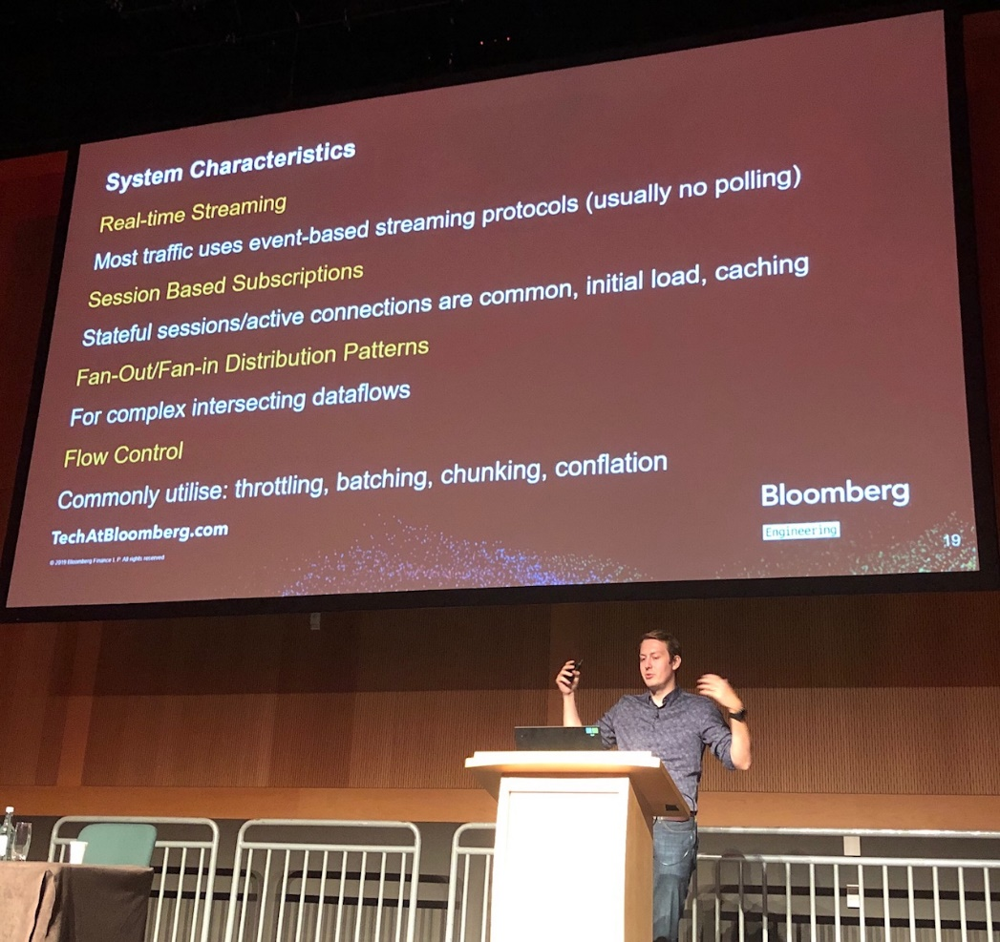 System Characteristics
Real-time Streaming
Most traffic uses event-based streaming protocols (usually no polling)
Session Based Subscriptions
Stateful sessions/active connections are common, initial load, caching
Fan-Out/Fan-in Distribution Patterns
For complex intersecting dataflows
Flow Control
Commonly utilise: throttling, batching, chunking, conflation
TechAtBloomberg.com
© 2019 Bloomberg Finance L.P. All rights reserved
Bloomberg
Engineering
19